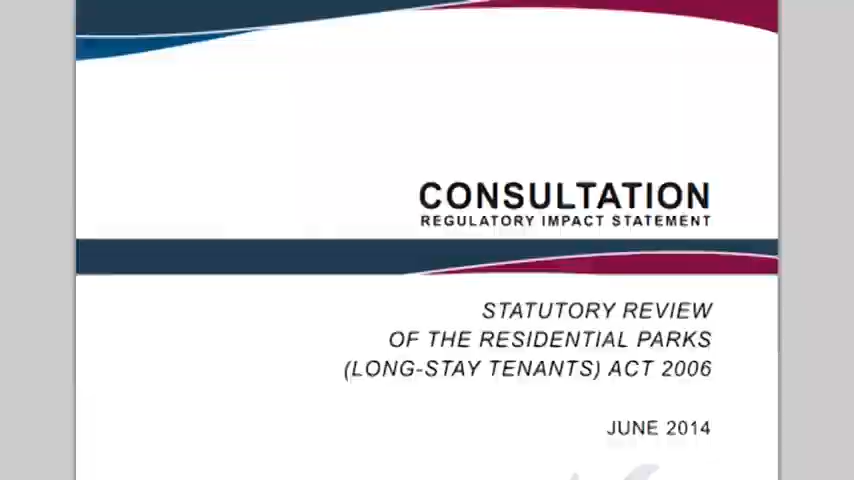 CONSULTATION
REGULATORY IMPACT STATEMENT
STATUTORY REVIEW
OF THE RESIDENTIAL PARKS
(LONG-STAY TENANTS) ACT 2006
JUNE 2014